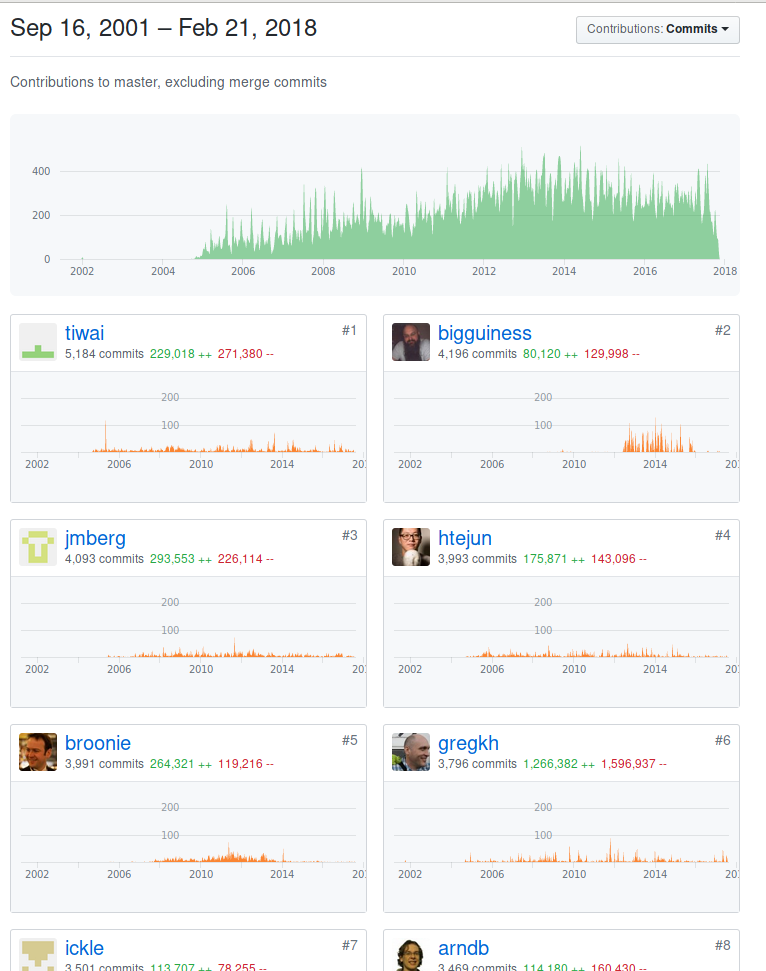 Sep 16, 2001 – Feb 21, 2018
Contributions: Commits
Contributions to master, excluding merge commits
400
200
0
2002 2004 2006 2008 2010 2012 2014 2016 2018
tiwai #1
5,184 commits 229,018 ++ 271,380 --
200
100
2002 2006 2010 2014 20
bigguiness #2
4,196 commits 80,120 ++ 129,998 --
200
100
2002 2006 2010 2014 20
jmberg #3
4,093 commits 293,553 ++ 226,114 --
200
100
2002 2006 2010 2014 20
htejun #4
3,993 commits 175,871 ++ 143,096 --
200
100
2002 2006 2010 2014 20
broonie #5
3,991 commits 264,321 ++ 119,216 --
200
100
2002 2006 2010 2014 20
gregkh #6
3,796 commits 1,266,382 ++ 1,596,937 --
200
100
2002 2006 2010 2014 20
ickle #7
3,501 commits 113,707 ++ 78,255 --
arndb #8
3,469 commits 114,180 ++ 160,430 --